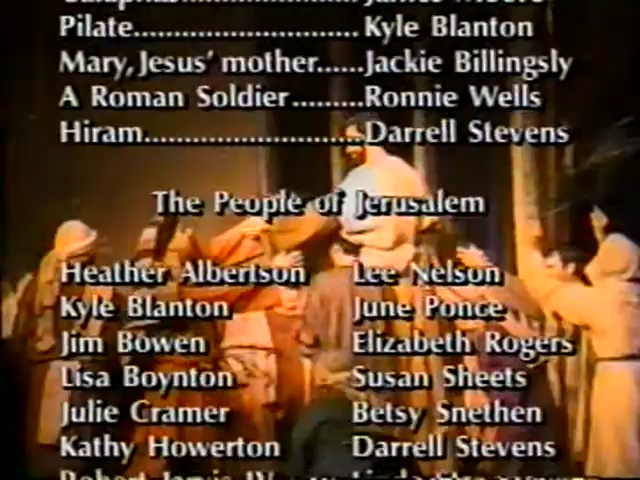 Pilate............................Kyle Blanton
Mary, Jesus' mother......Jackie Billingsly
A Roman Soldier.........Ronnie Wells
Hiram............................Darrell Stevens
The People of Jerusalem
Heather Albertson Lee Nelson
Kyle Blanton June Ponce
Jim Bowen Elizabeth Rogers
Lisa Boynton Susan Sheets
Julie Cramer Betsy Snethen
Kathy Howerton Darrell Stevens